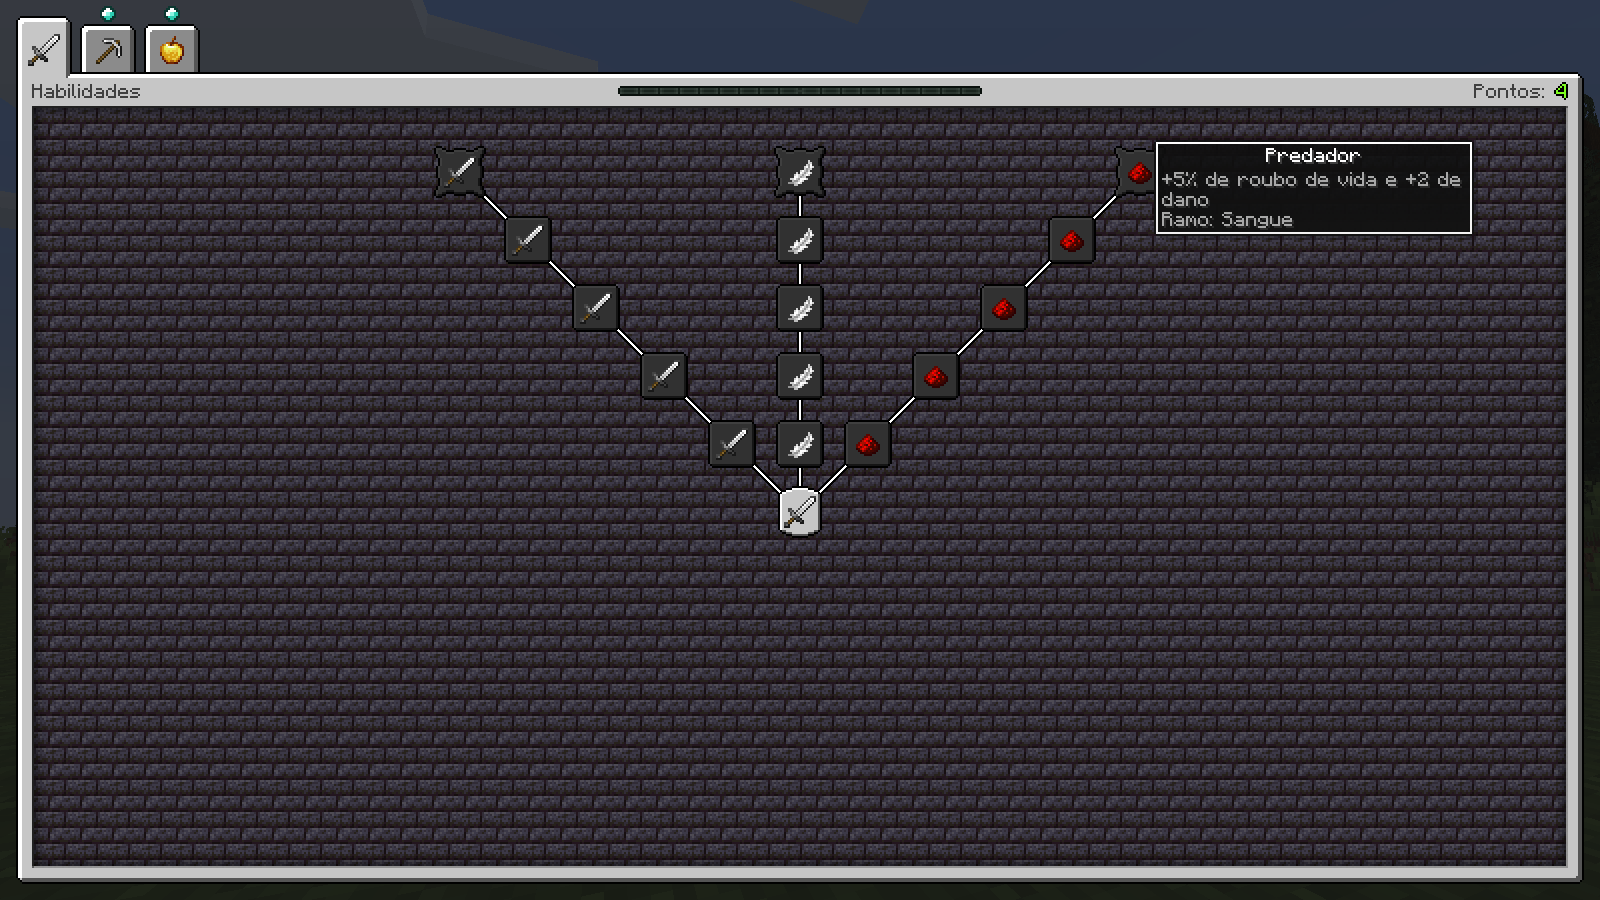 Habilidades
Pontos: 4
Predador
+5% de roubo de vida e +2 de
dano
Ramo: Sangue